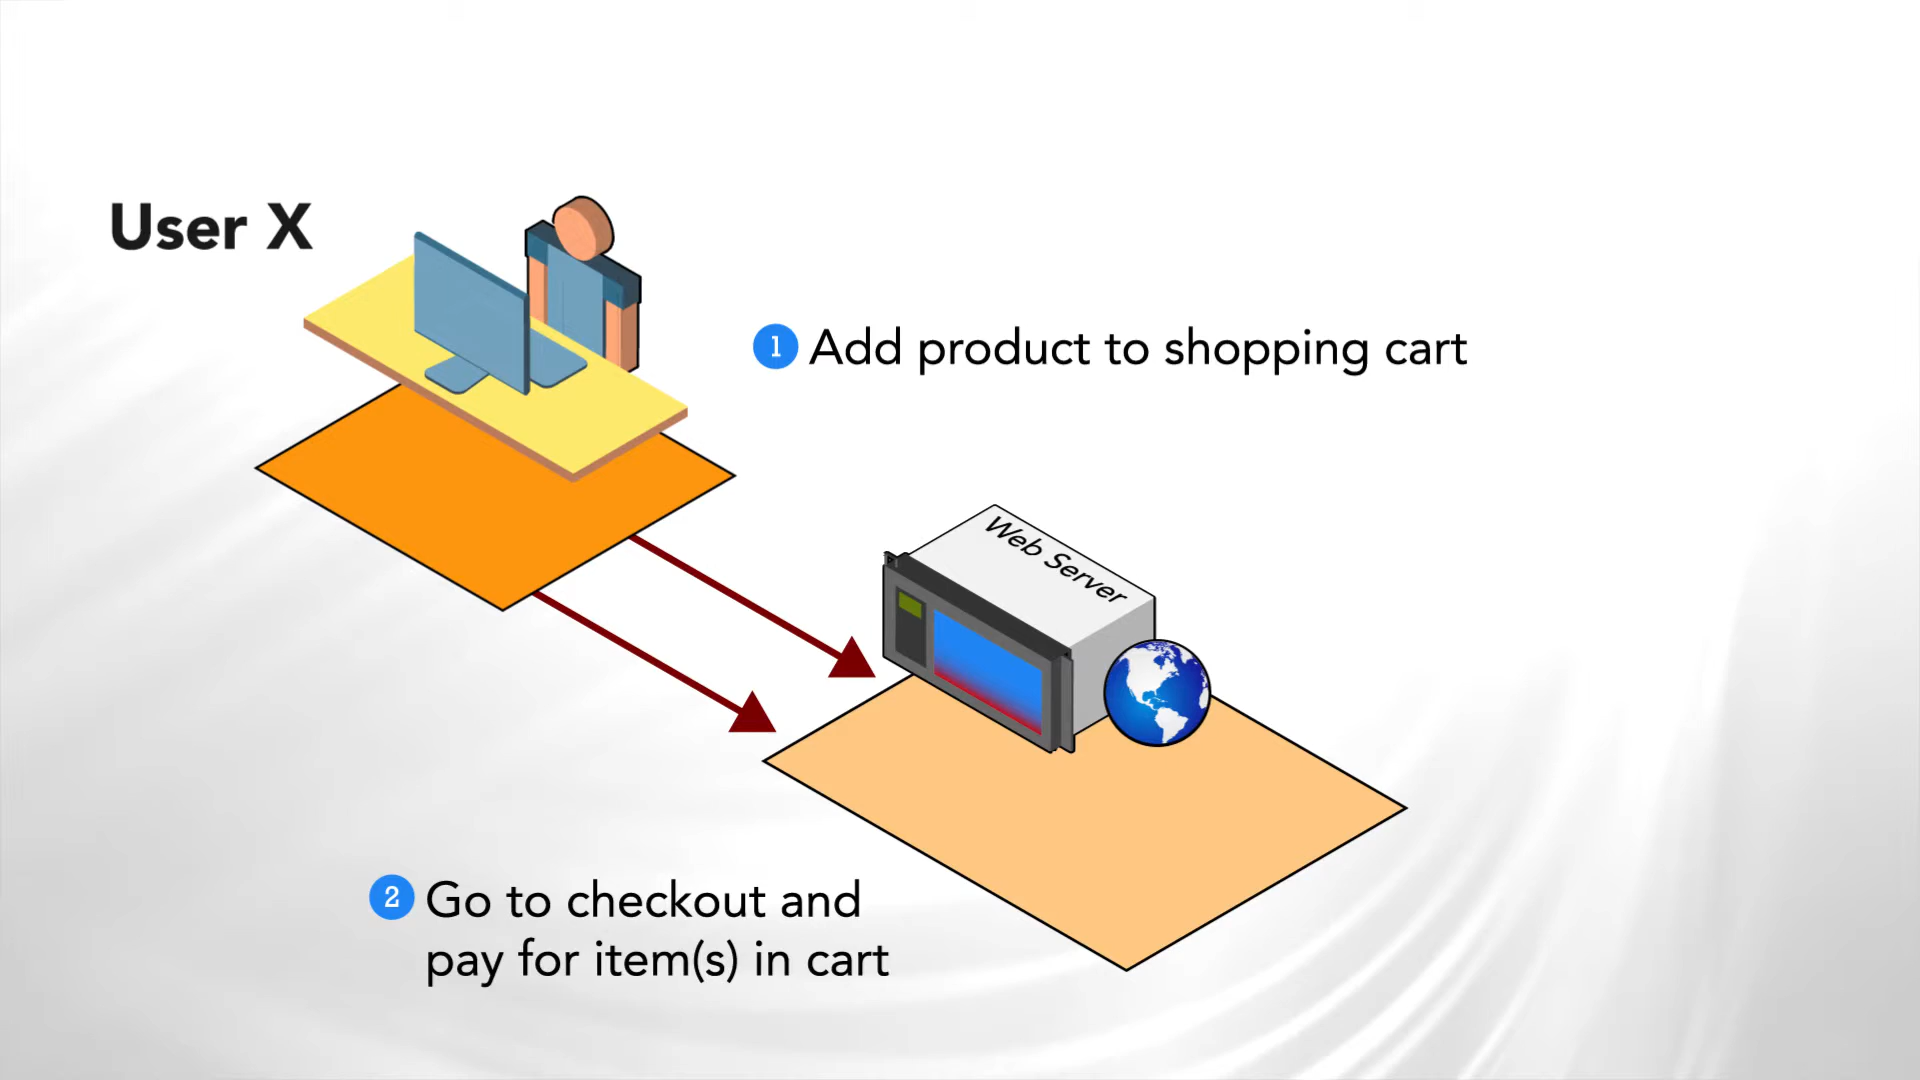 User X
1 Add product to shopping cart
Web Server
2 Go to checkout and
pay for item(s) in cart